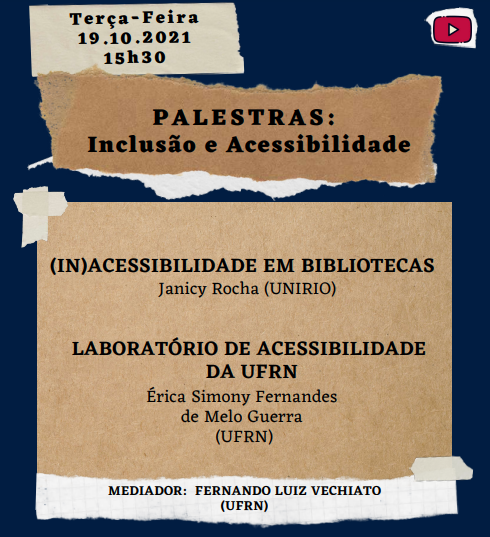 Terça-Feira
19.10.2021
15h30
PALESTRAS:
Inclusão e Acessibilidade
(IN)ACESSIBILIDADE EM BIBLIOTECAS
Janicy Rocha (UNIRIO)
LABORATÓRIO DE ACESSIBILIDADE
DA UFRN
Érica Simony Fernandes
de Melo Guerra
(UFRN)
MEDIADOR: FERNANDO LUIZ VECHIATO
(UFRN)